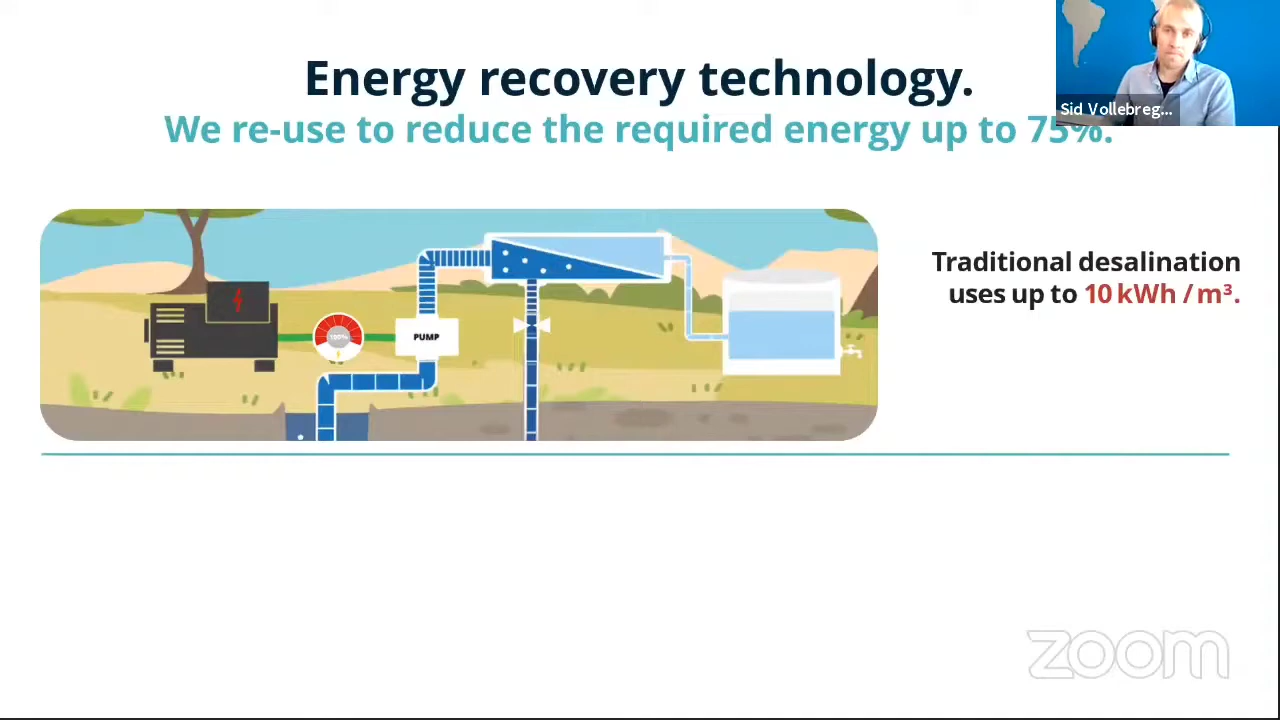 Energy recovery technology.
We re-use to reduce the required energy up to 75%.
Sid Vollebreg...
Traditional desalination
uses up to 10 kWh / m³.
100%
PUMP
zoom